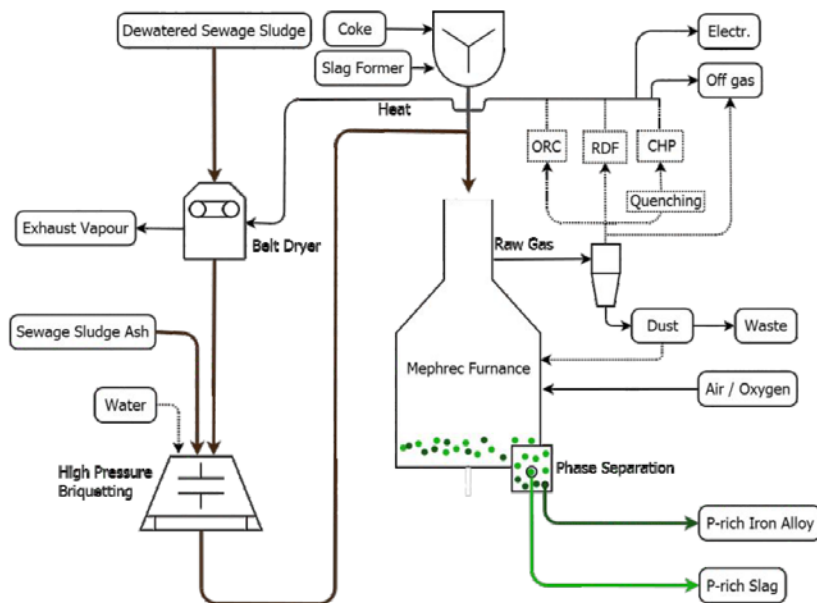 Dewatered Sewage Sludge
Coke
Slag Former
Electr.
Off gas
Heat
ORC
RDF
CHP
Quenching
Exhaust Vapour
Belt Dryer
Raw Gas
Sewage Sludge Ash
Dust
Waste
Mephrec Furnance
Air / Oxygen
Water
High Pressure
Briquetting
Phase Separation
P-rich Iron Alloy
P-rich Slag